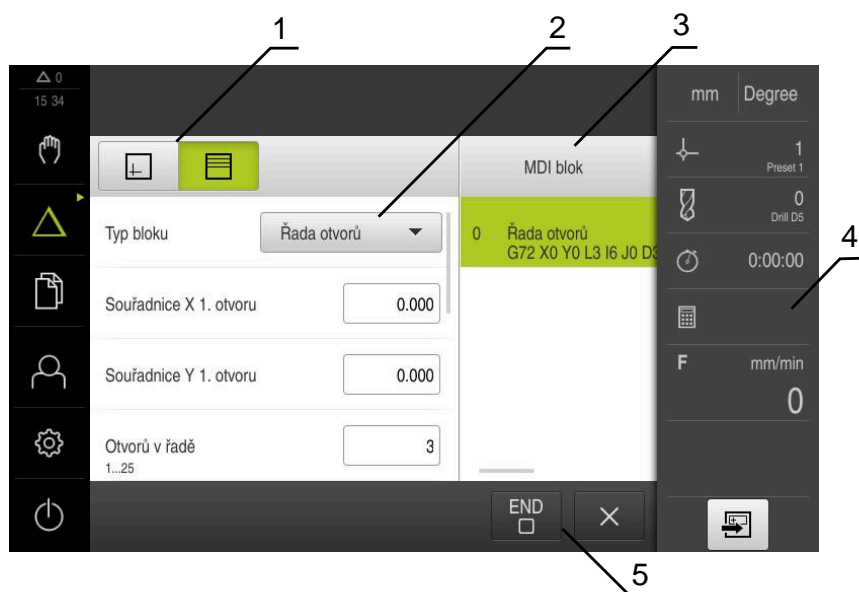 1
2
3
0
15 34
mm Degree
1
Preset 1
MDI blok
0
Drill D5
Typ bloku
Řada otvorů
0 Řada otvorů
G72 X0 Y0 L3 I6 J0 D3
4
0:00:00
Souřadnice X 1. otvoru
0.000
Souřadnice Y 1. otvoru
0.000
F mm/min
0
Otvorů v řadě
3
1...25
END
5